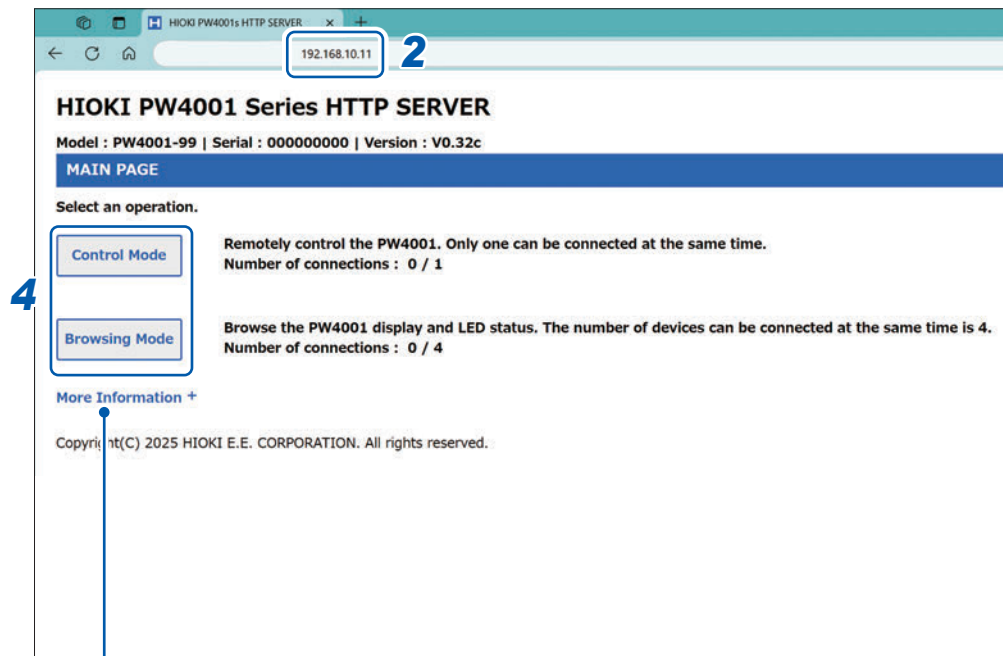 HIOKI PW4001s HTTP SERVER
192.168.10.11
2
HIOKI PW4001 Series HTTP SERVER
Model : PW4001-99 | Serial : 000000000 | Version : V0.32c
MAIN PAGE
Select an operation.
4
Control Mode
Remotely control the PW4001. Only one can be connected at the same time.
Number of connections : 0 / 1
Browsing Mode
Browse the PW4001 display and LED status. The number of devices can be connected at the same time is 4.
Number of connections : 0 / 4
More Information +
Copyright(C) 2025 HIOKI E.E. CORPORATION. All rights reserved.